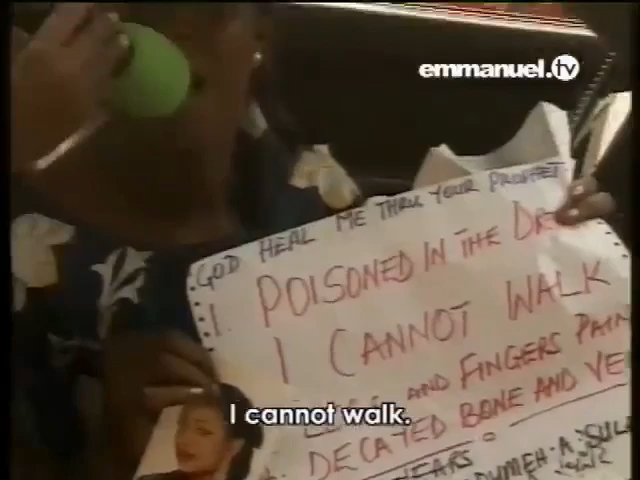 emmanuel.tv
GOD HEAL ME THRU YOUR PROPHET
1. POISONED IN THE
I CANNOT WALK
AND FINGERS PAIN
DECAYED BONE AND
YEARS
I cannot walk.